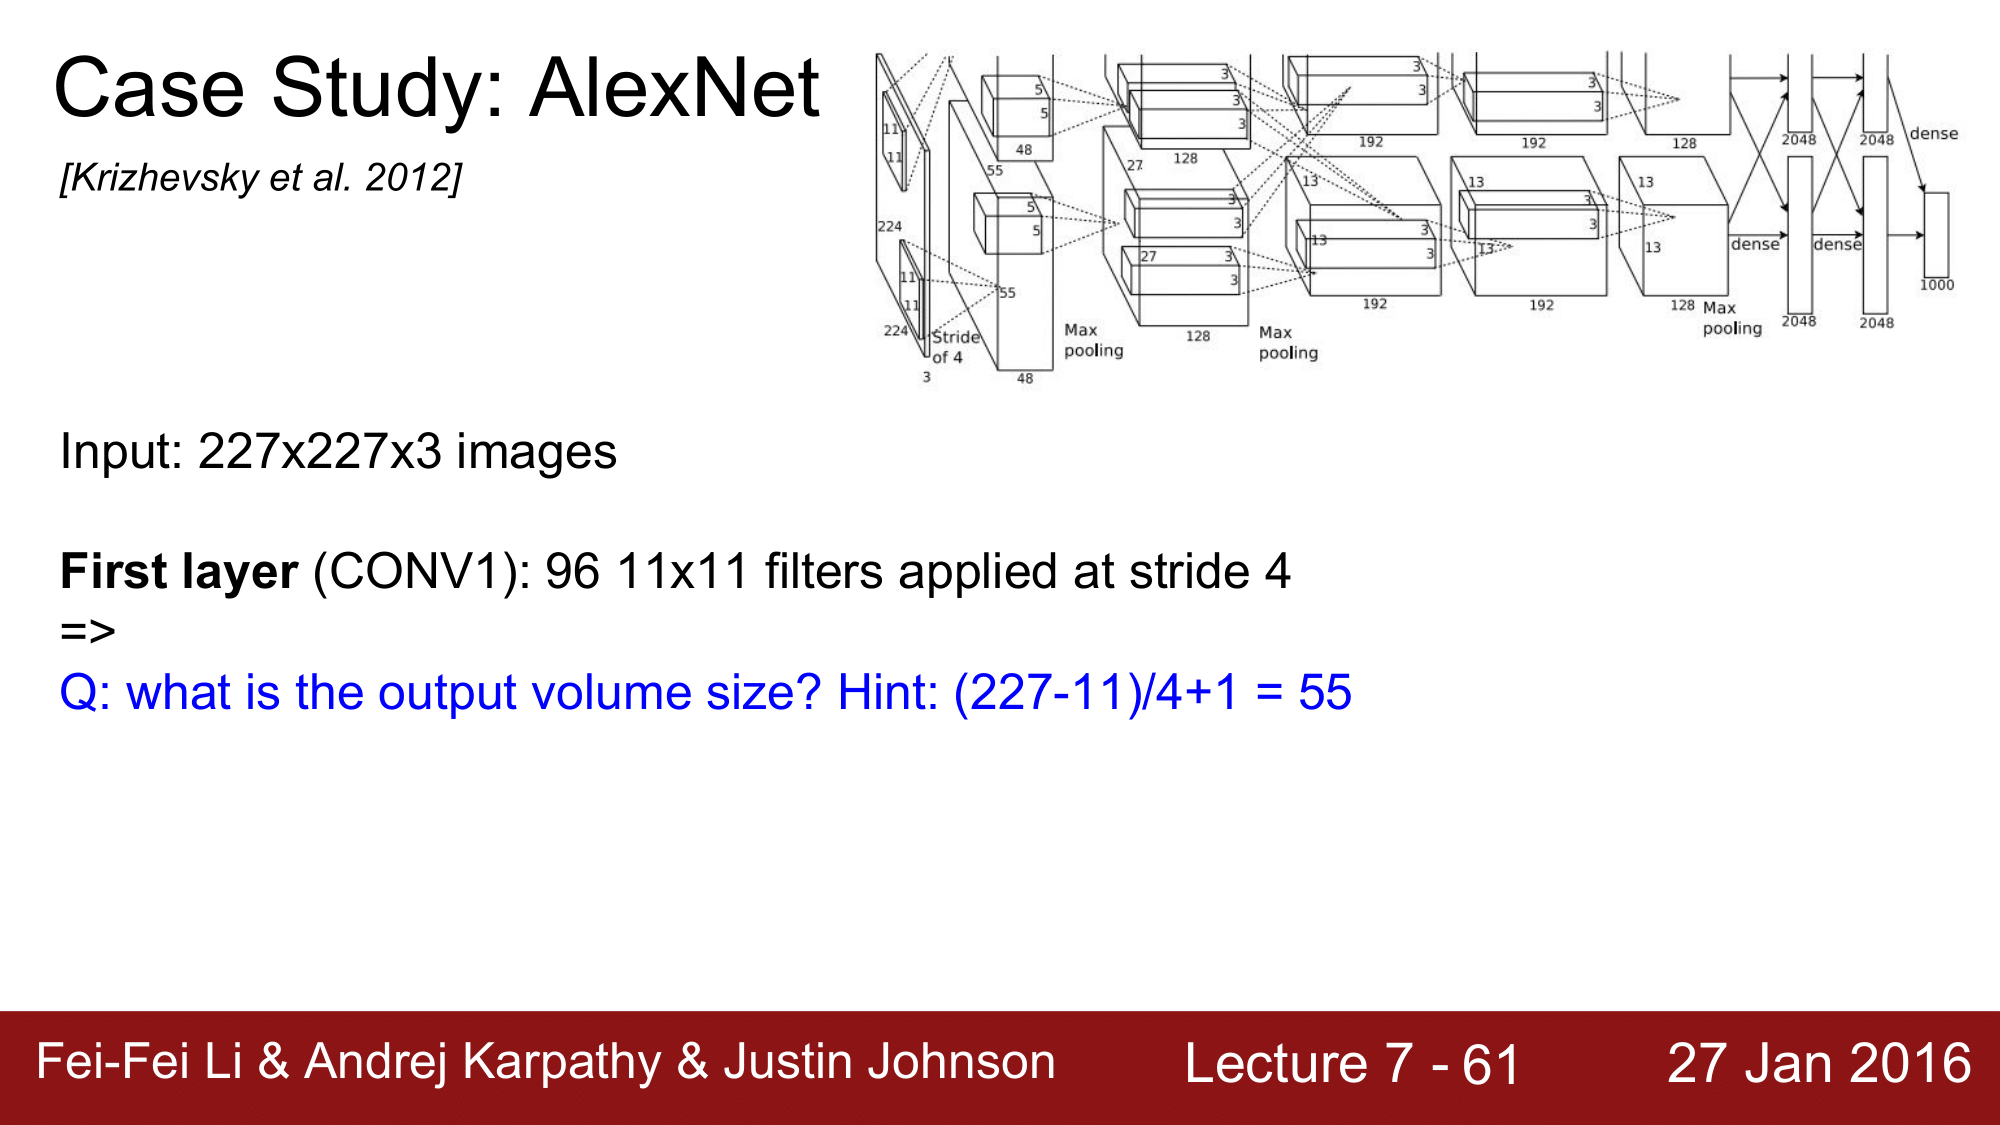 Case Study: AlexNet
[Krizhevsky et al. 2012]
3
3
3
3
5
5
3
3
3
3
11
11
48
55
128
27
192
192
128
2048
2048
dense
13
13
13
5
5
3
3
3
3
224
13
3
3
13
13
dense
dense
27
3
3
11
11
55
192
192
128
1000
224
Stride
of 4
Max
pooling
128
Max
pooling
Max
pooling
2048
2048
3
48
Input: 227x227x3 images
First layer (CONV1): 96 11x11 filters applied at stride 4
=>
Q: what is the output volume size? Hint: (227-11)/4+1 = 55
Fei-Fei Li & Andrej Karpathy & Justin Johnson
Lecture 7 - 61
27 Jan 2016